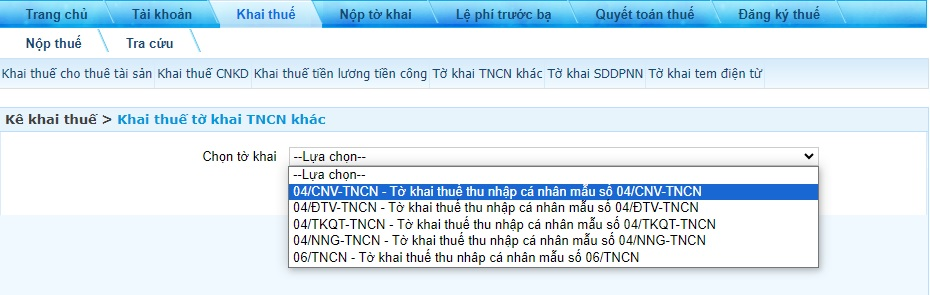 Trang chủ Tài khoản Khai thuế Nộp tờ khai Lệ phí trước bạ Quyết toán thuế Đăng ký thuế
Nộp thuế Tra cứu
Khai thuế cho thuê tài sản Khai thuế CNKD Khai thuế tiền lương tiền công Tờ khai TNCN khác Tờ khai SDDPNN Tờ khai tem điện tử
Kê khai thuế > Khai thuế tờ khai TNCN khác
Chọn tờ khai --Lựa chọn--
--Lựa chọn--
04/CNV-TNCN - Tờ khai thuế thu nhập cá nhân mẫu số 04/CNV-TNCN
04/ĐTV-TNCN - Tờ khai thuế thu nhập cá nhân mẫu số 04/ĐTV-TNCN
04/TKQT-TNCN - Tờ khai thuế thu nhập cá nhân mẫu số 04/TKQT-TNCN
04/NNG-TNCN - Tờ khai thuế thu nhập cá nhân mẫu số 04/NNG-TNCN
06/TNCN - Tờ khai thuế thu nhập cá nhân mẫu số 06/TNCN